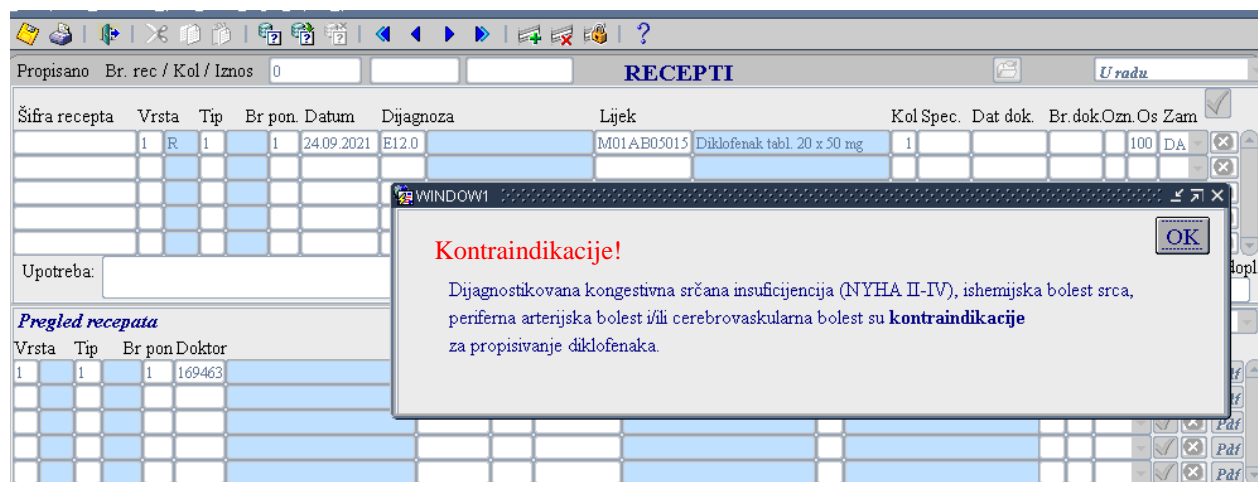 Propisano Br. rec / Kol / Iznos 0 RECEPTI U radu
Šifra recepta Vrsta Tip Br pon. Datum Dijagnoza Lijek Kol Spec. Dat dok. Br.dok Ozn. Os Zam
1 R 1 1 24.09.2021 E12.0 M01AB05015 Diklofenak tabl. 20 x 50 mg 1 100 DA
WINDOW1
OK
Kontraindikacije!
Dijagnostikovana kongestivna srčana insuficijencija (NYHA II-IV), ishemijska bolest srca,
periferna arterijska bolest i/ili cerebrovaskularna bolest su kontraindikacije
za propisivanje diklofenaka.
Upotreba:
Pregled recepata
Vrsta Tip Br pon Doktor
1 1 1 169463
Pdf
Pdf
Pdf